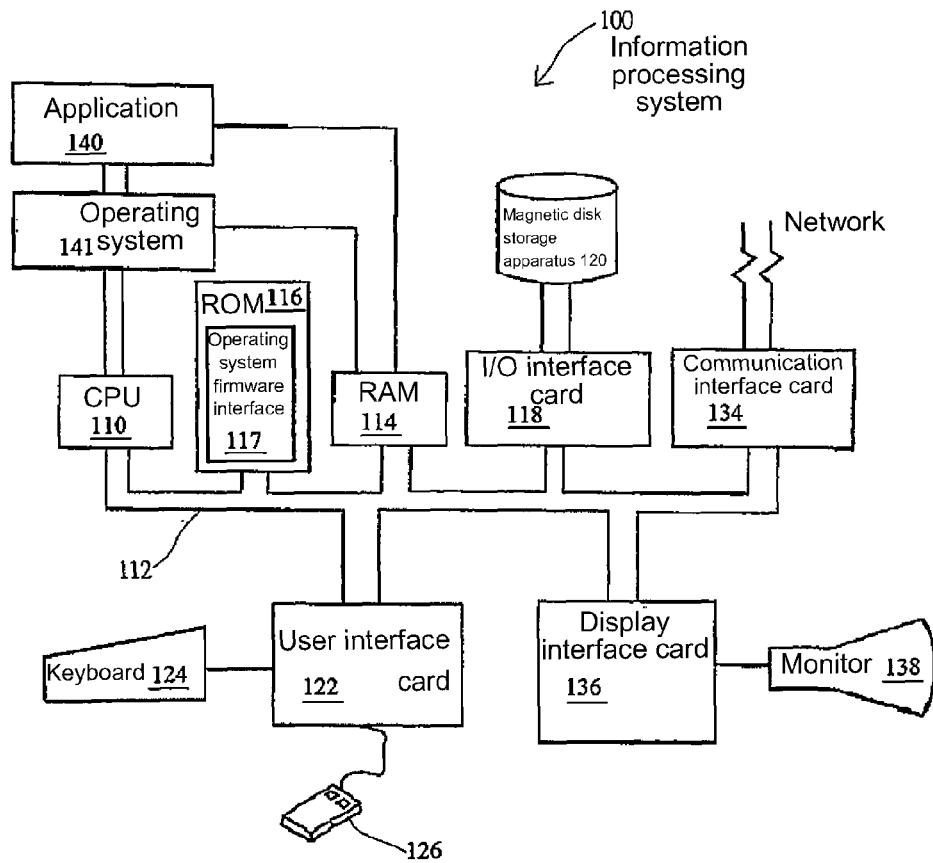 100
Information
processing
system
Application
140
Operating
141 system
ROM 116
Operating
system
firmware
interface
117
CPU
110
RAM
114
Magnetic disk
storage
apparatus 120
I/O interface
card
118
Network
Communication
interface card
134
112
Keyboard 124
User interface
122 card
126
Display
interface card
136
Monitor 138